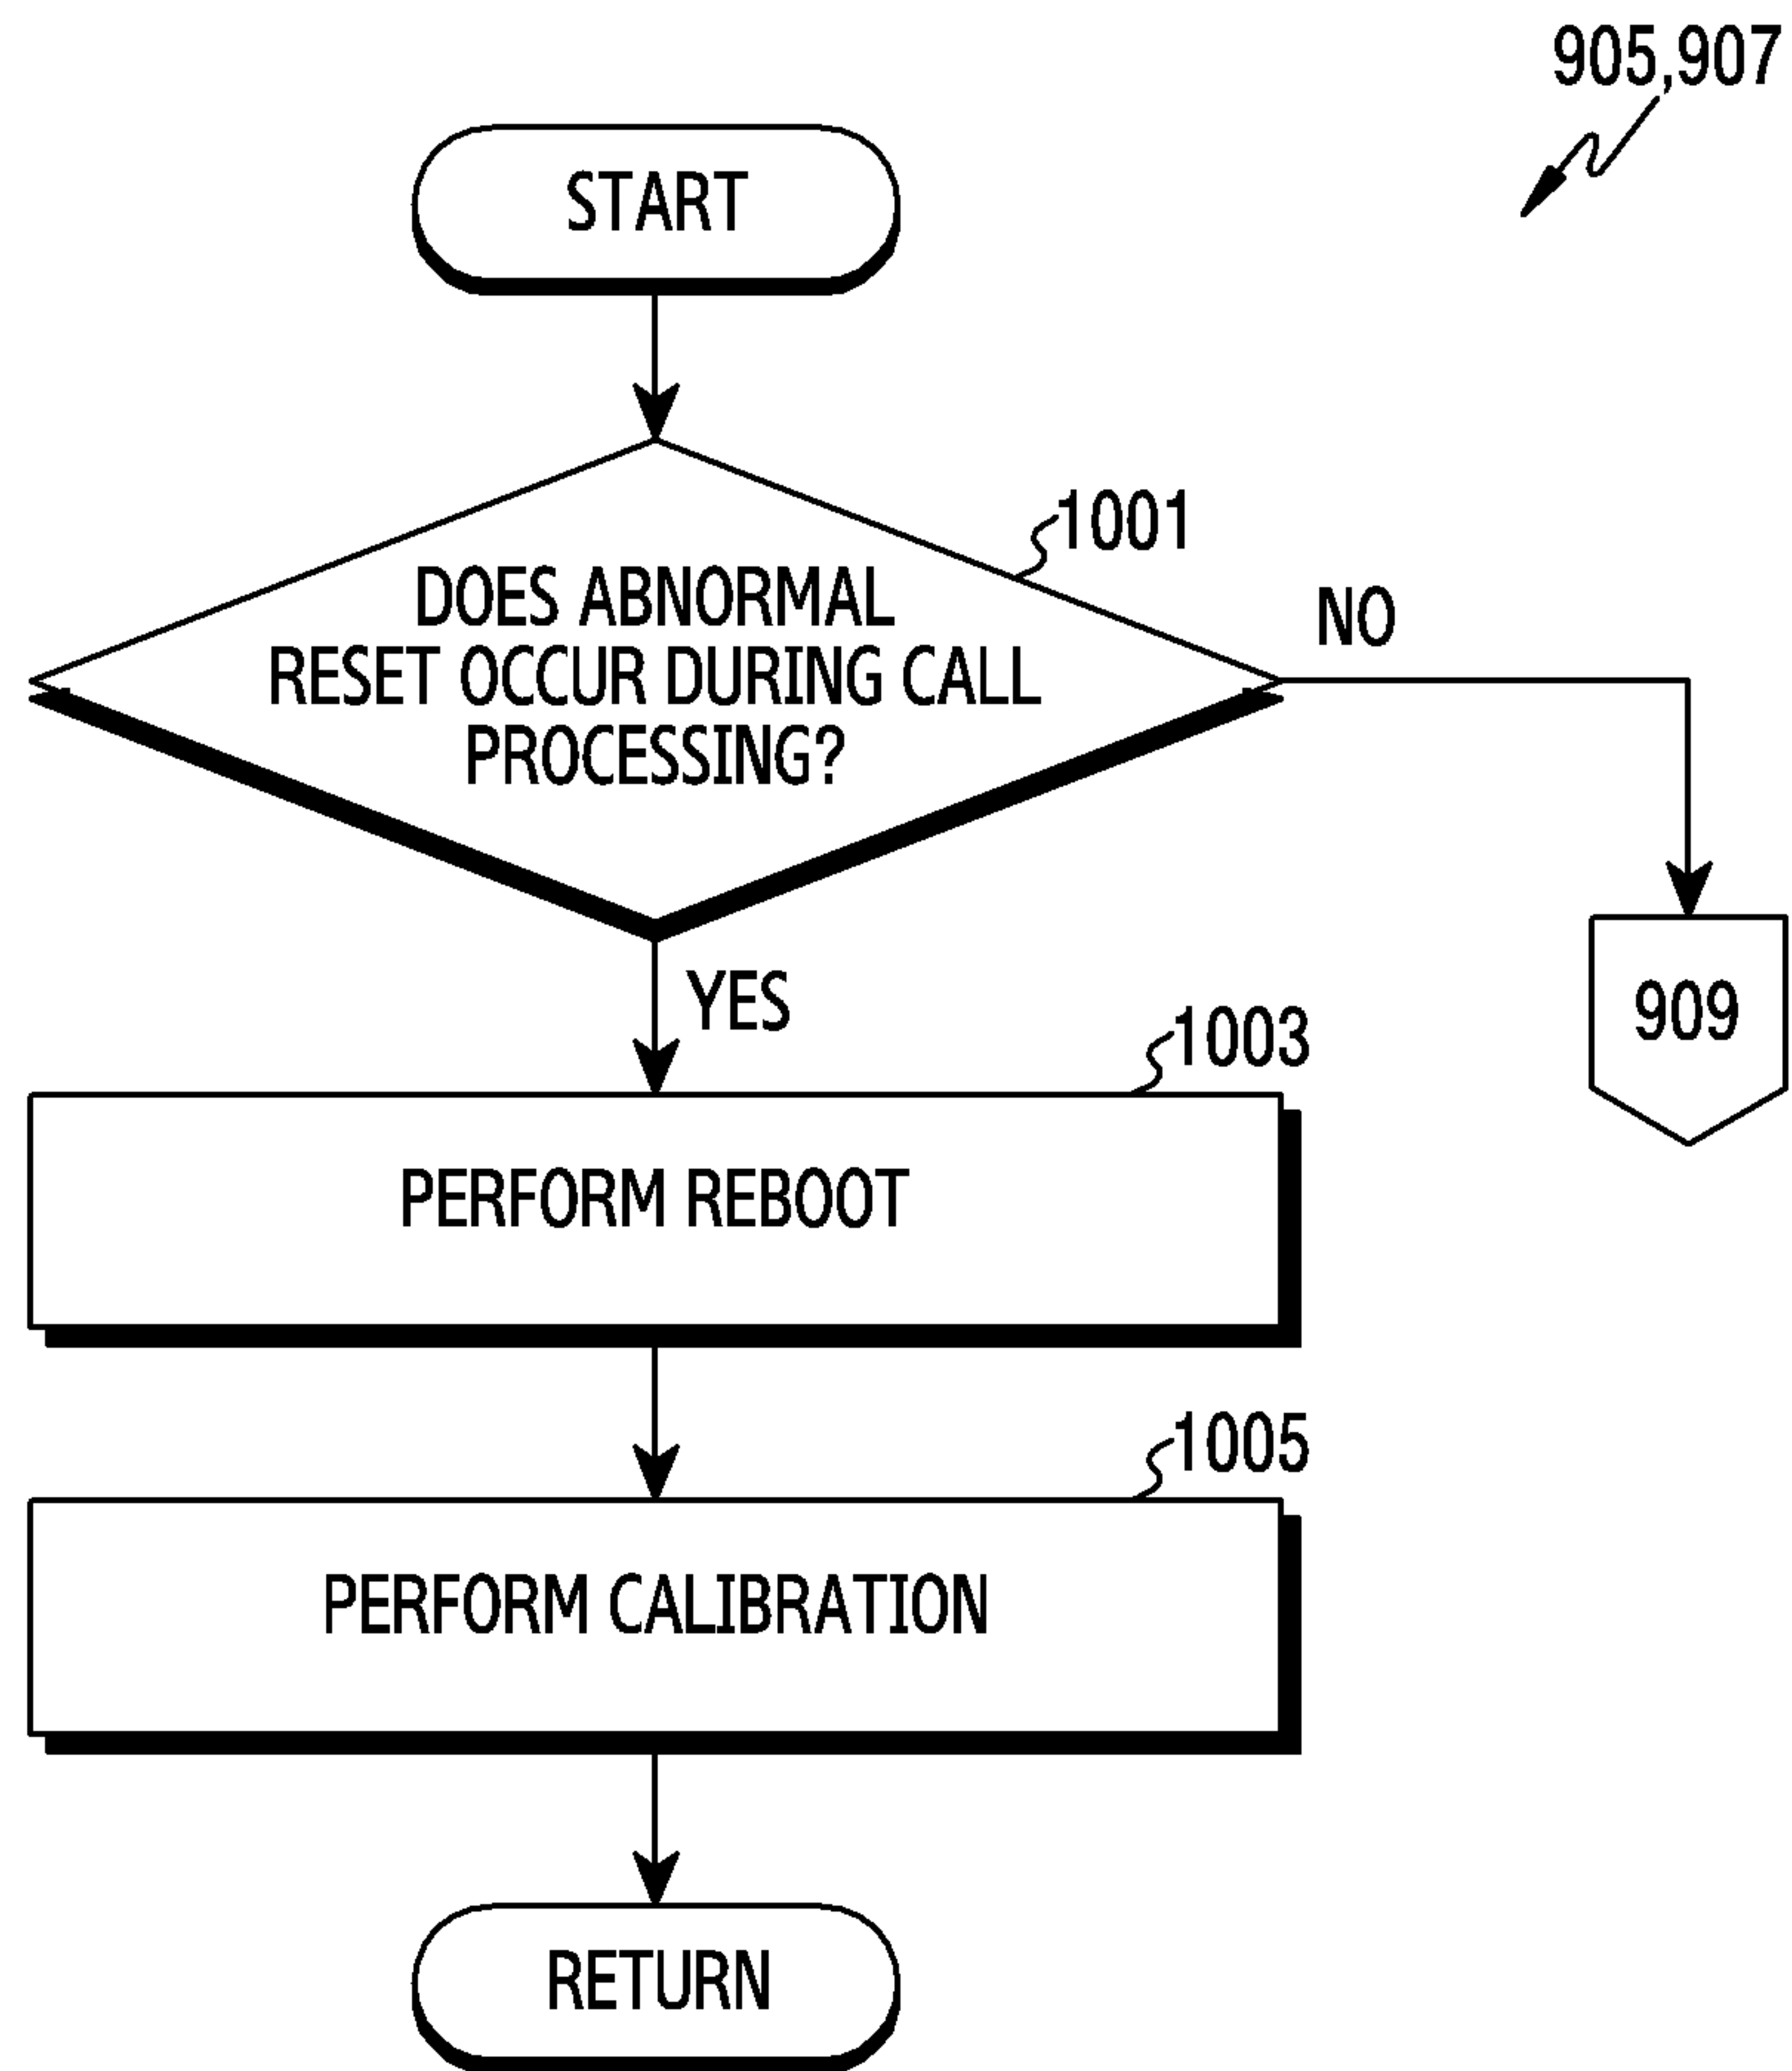 905,907
START
1001
DOES ABNORMAL
RESET OCCUR DURING CALL
PROCESSING?
NO
YES
909
1003
PERFORM REBOOT
1005
PERFORM CALIBRATION
RETURN